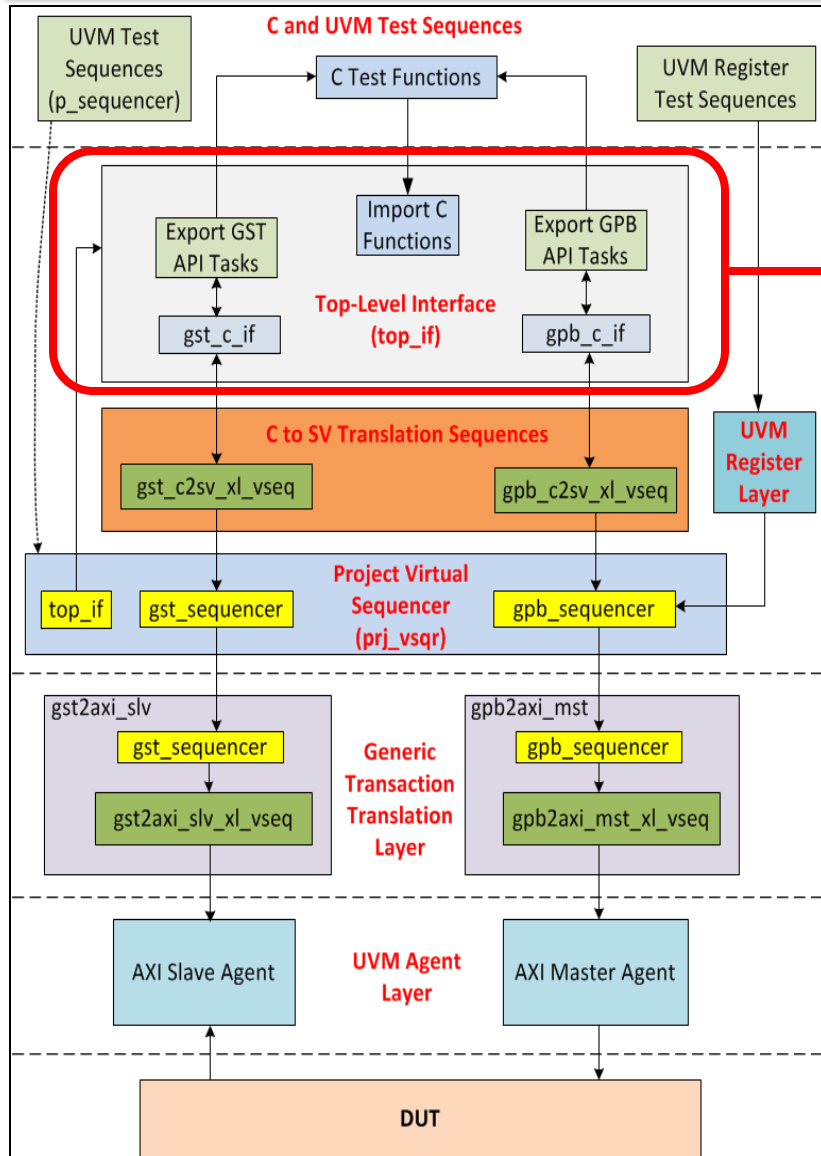 C and UVM Test Sequences
UVM Test
Sequences
(p_sequencer)
C Test Functions
UVM Register
Test Sequences
Export GST
API Tasks
Import C
Functions
Export GPB
API Tasks
Top-Level Interface
(top_if)
gst_c_if
gpb_c_if
C to SV Translation Sequences
gst_c2sv_xl_vseq
gpb_c2sv_xl_vseq
UVM
Register
Layer
Project Virtual
Sequencer
(prj_vsqr)
top_if
gst_sequencer
gpb_sequencer
gst2axi_slv
gst_sequencer
gst2axi_slv_xl_vseq
Generic
Transaction
Translation
Layer
gpb2axi_mst
gpb_sequencer
gpb2axi_mst_xl_vseq
AXI Slave Agent
UVM Agent
Layer
AXI Master Agent
DUT